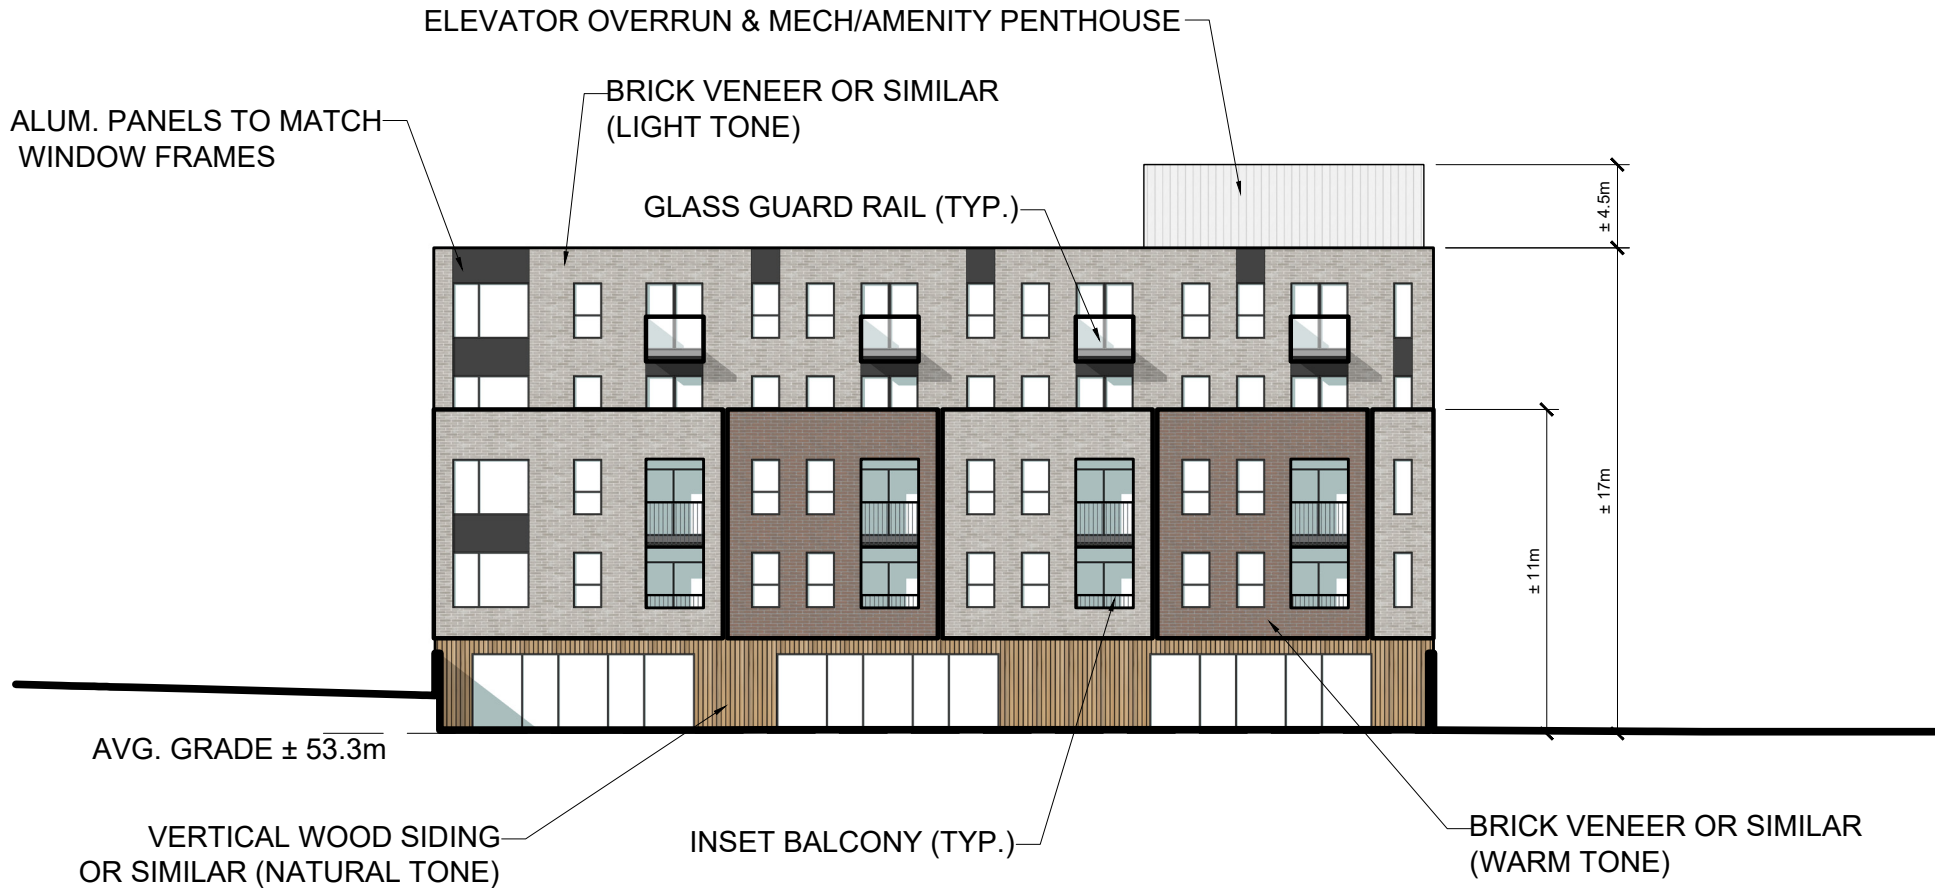 ELEVATOR OVERRUN & MECH/AMENITY PENTHOUSE
BRICK VENEER OR SIMILAR
(LIGHT TONE)
ALUM. PANELS TO MATCH
WINDOW FRAMES
GLASS GUARD RAIL (TYP.)
± 4.5m
± 17m
± 11m
AVG. GRADE ± 53.3m
VERTICAL WOOD SIDING
OR SIMILAR (NATURAL TONE)
INSET BALCONY (TYP.)
BRICK VENEER OR SIMILAR
(WARM TONE)